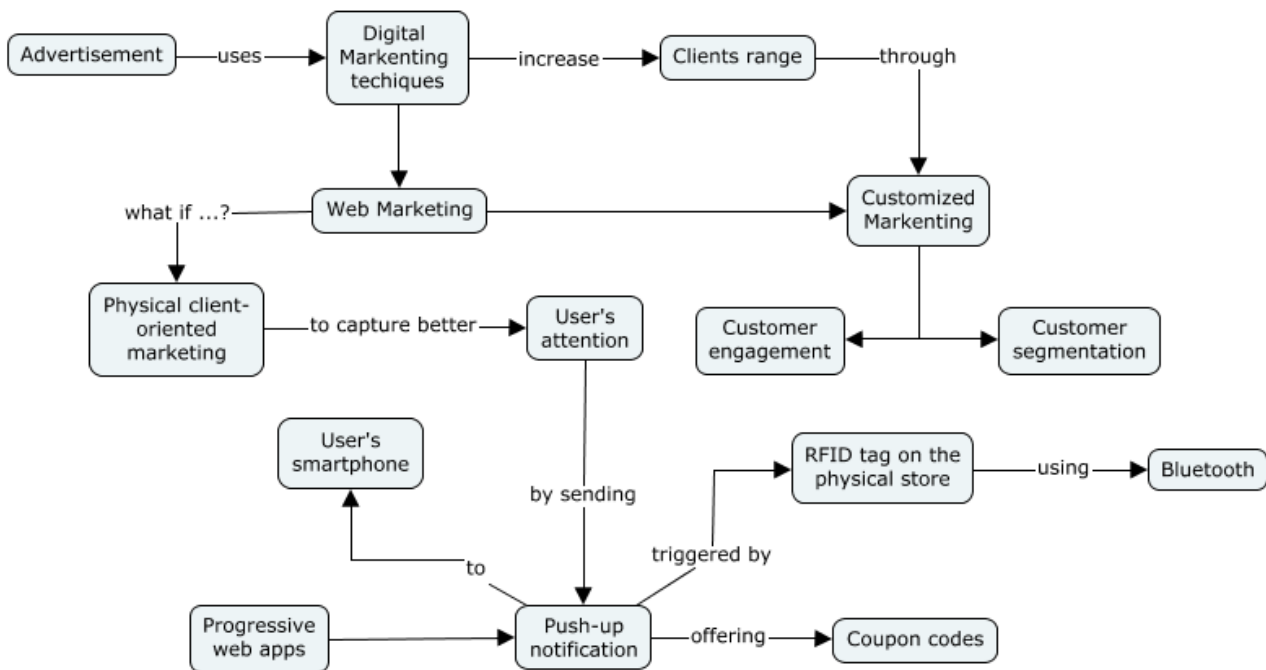 Advertisement
uses
Digital
Markenting
techiques
increase
Clients range
through
what if ...?
Web Marketing
Customized
Markenting
Physical client-
oriented
marketing
to capture better
User's
attention
Customer
engagement
Customer
segmentation
User's
smartphone
by sending
RFID tag on the
physical store
using
Bluetooth
to
triggered by
Progressive
web apps
Push-up
notification
offering
Coupon codes